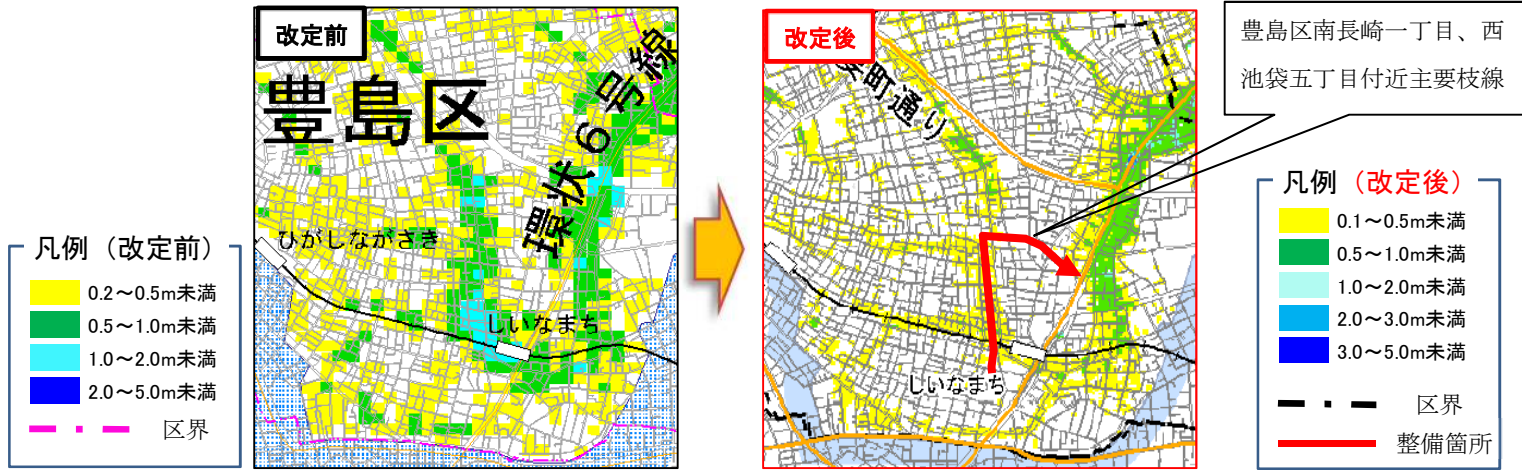 改定前
豊島区
環状6号線
ひがしながさき
しいなまち
凡例（改定前）
0.2～0.5m未満
0.5～1.0m未満
1.0～2.0m未満
2.0～5.0m未満
区界
改定後
町通り
しいなまち
豊島区南長崎一丁目、西
池袋五丁目付近主要枝線
凡例（改定後）
0.1～0.5m未満
0.5～1.0m未満
1.0～2.0m未満
2.0～3.0m未満
3.0～5.0m未満
区界
整備箇所